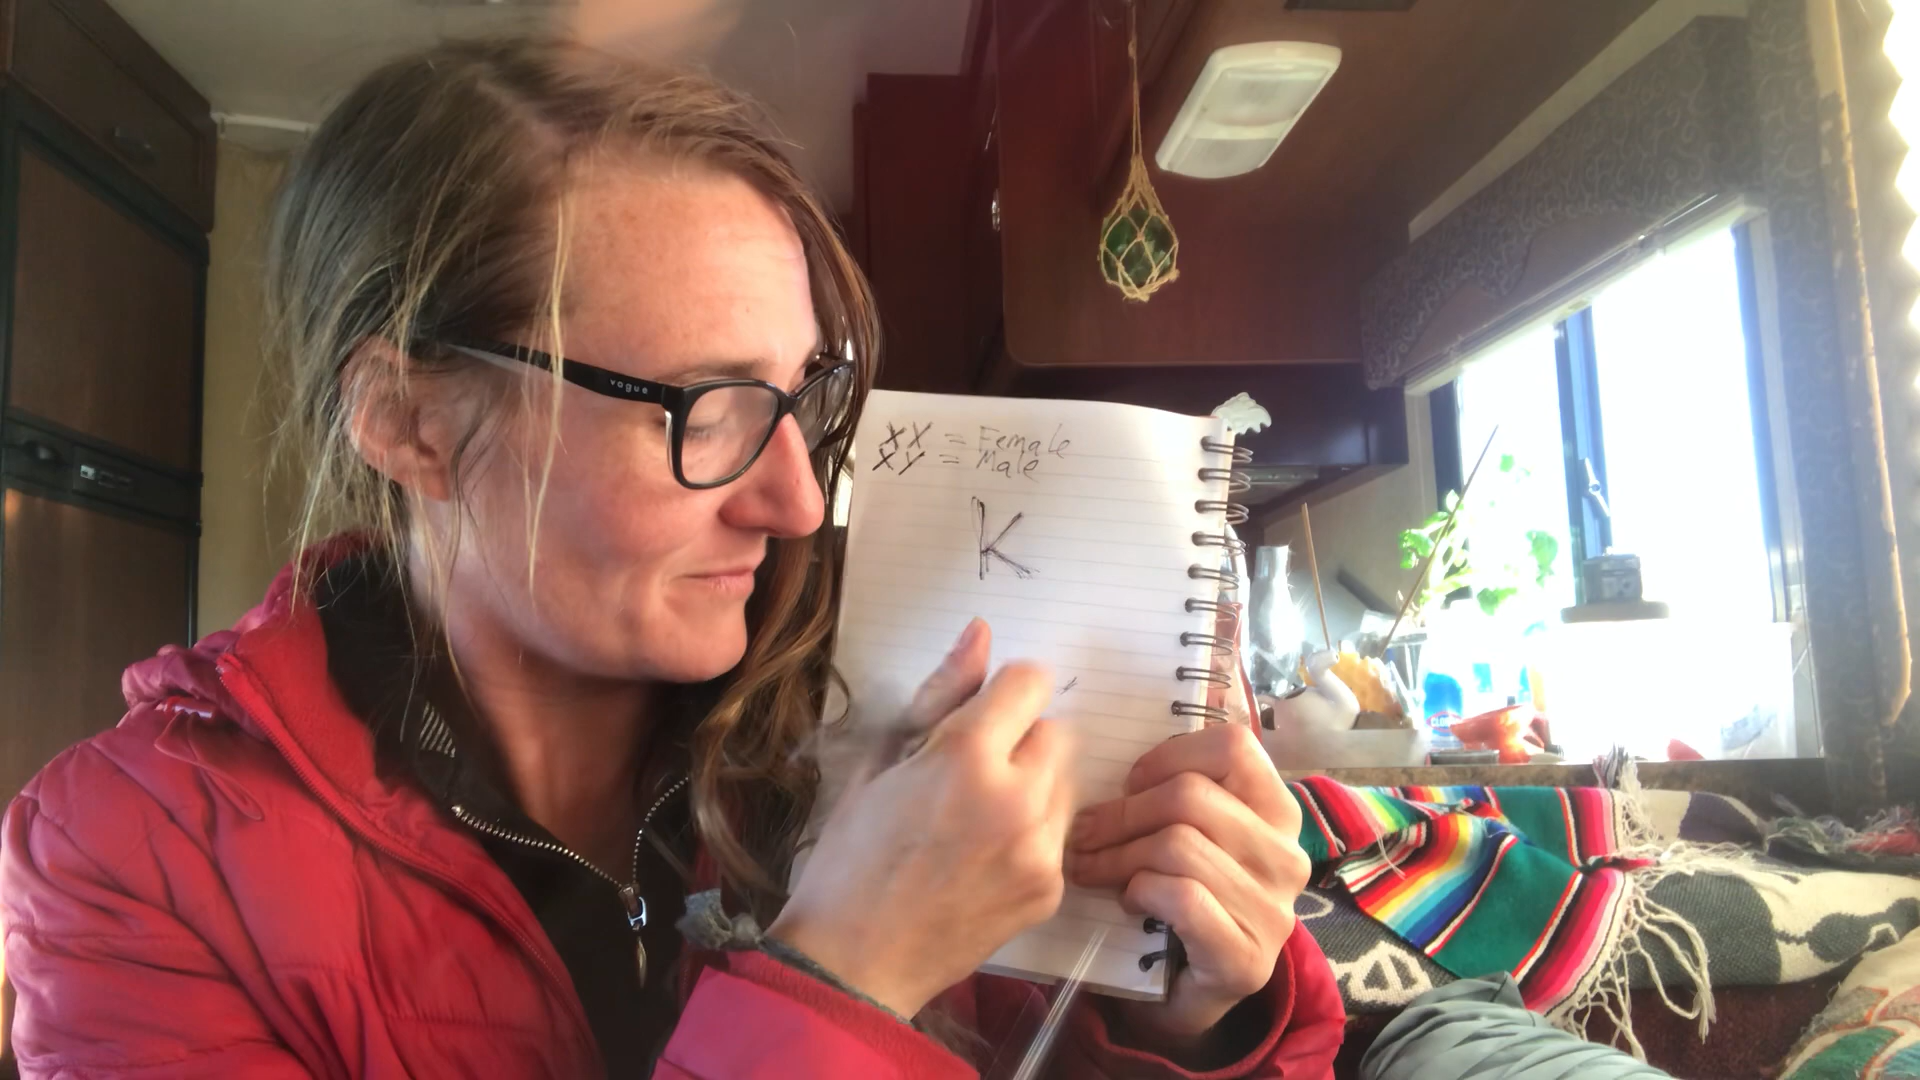 vogue
XX = Female
XY = Male
K